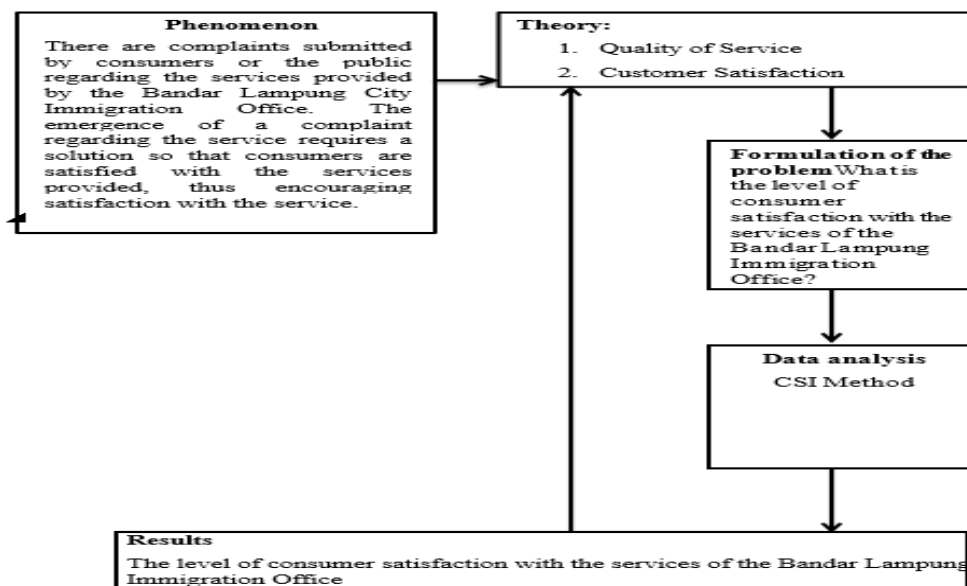 Phenomenon
There are complaints submitted
by consumers or the public
regarding the services provided
by the Bandar Lampung City
Immigration Office. The
emergence of a complaint
regarding the service requires a
solution so that consumers are
satisfied with the services
provided, thus encouraging
satisfaction with the service.
Theory:
1. Quality of Service
2. Customer Satisfaction
Formulation of the
problem What is
the level of
consumer
satisfaction with the
services of the
Bandar Lampung
Immigration
Office?
Data analysis
CSI Method
Results
The level of consumer satisfaction with the services of the Bandar Lampung
Immigration Office